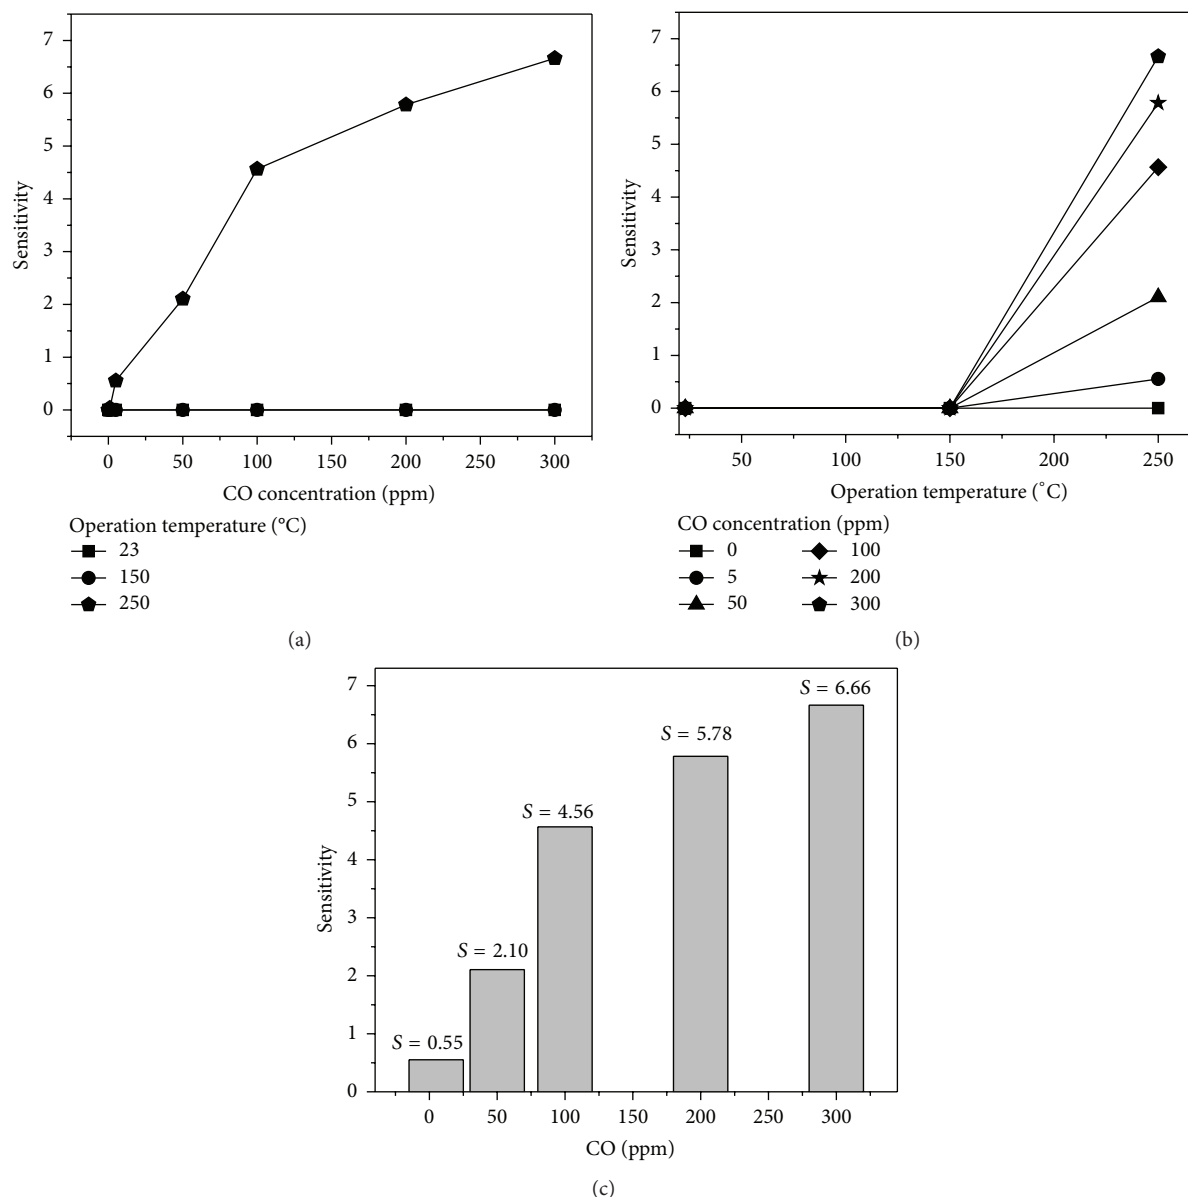 7
6
5
4
3
2
1
0
Sensitivity
0 50 100 150 200 250 300
CO concentration (ppm)
Operation temperature (°C)
23
150
250
(a)
7
6
5
4
3
2
1
0
Sensitivity
50 100 150 200 250
Operation temperature (°C)
CO concentration (ppm)
0 100
5 200
50 300
(b)
7
6
5
4
3
2
1
0
Sensitivity
S = 0.55
S = 2.10
S = 4.56
S = 5.78
S = 6.66
0 50 100 150 200 250 300
CO (ppm)
(c)